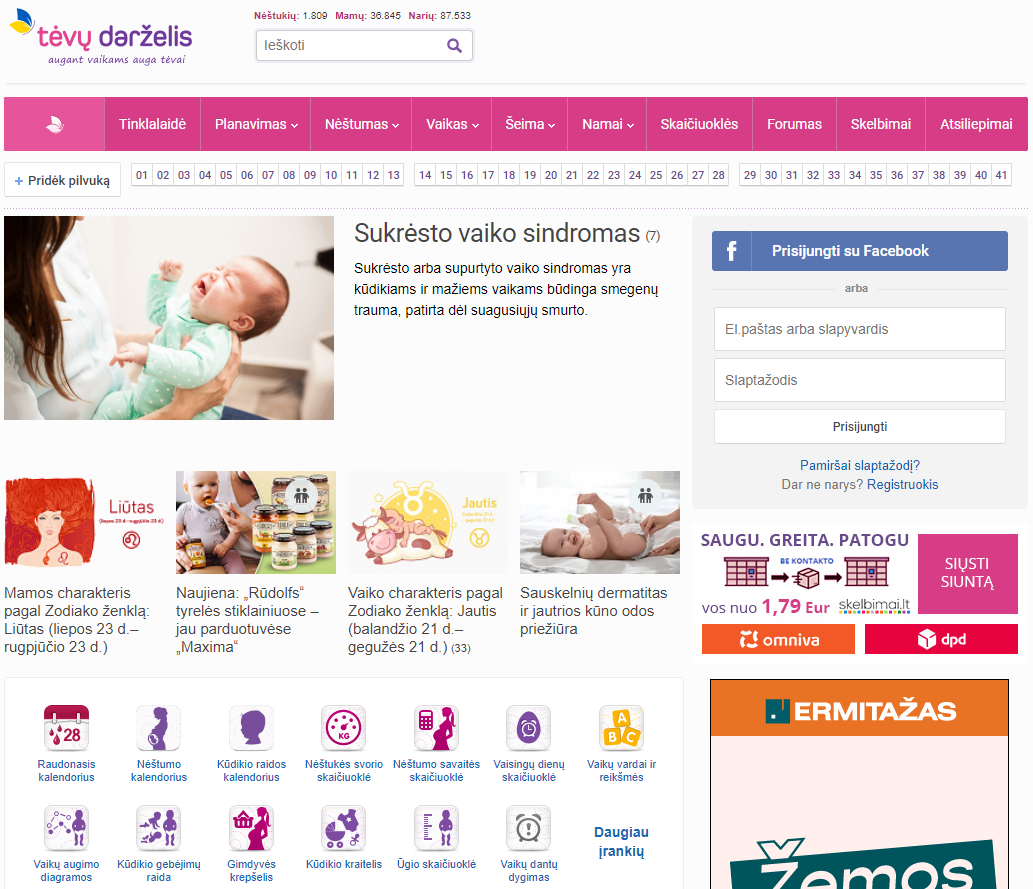 tėvų darželis
augant vaikams auga tėvai
Nėštukių: 1.809 Mamų: 36.845 Narių: 87.533
Ieškoti
Tinklalaidė Planavimas Nėštumas Vaikas Šeima Namai Skaičiuoklės Forumas Skelbimai Atsiliepimai
+ Pridėk pilvuką
01 02 03 04 05 06 07 08 09 10 11 12 13
14 15 16 17 18 19 20 21 22 23 24 25 26 27 28
29 30 31 32 33 34 35 36 37 38 39 40 41
Sukrėsto vaiko sindromas (7)
Sukrėsto arba supurtyto vaiko sindromas yra
kūdikiams ir mažiems vaikams būdinga smegenų
trauma, patirta dėl suagusiųjų smurto.
f Prisijungti su Facebook
arba
El.paštas arba slapyvardis
Slaptažodis
Prisijungti
Pamiršai slaptažodį?
Dar ne narys? Registruokis
Liūtas
(liepos 23 d.-rugpjūčio 23 d.)
Jautis
Mamos charakteris
pagal Zodiako ženklą:
Liūtas (liepos 23 d.–
rugpjūčio 23 d.)
Naujiena: „Rūdolfs“
tyrelės stiklainiuose –
jau parduotuvėse
„Maxima“
Vaiko charakteris pagal
Zodiako ženklą: Jautis
(balandžio 21 d.–
gegužės 21 d.) (33)
Sauskelnių dermatitas
ir jautrios kūno odos
priežiūra
SAUGU. GREITA. PATOGU
BE KONTAKTO
vos nuo 1,79 Eur skelbimai.lt
SIŲSTI
SIUNTĄ
omniva
dpd
28
KG
A
B C
Raudonasis
kalendorius
Nėštumo
kalendorius
Kūdikio raidos
kalendorius
Nėštukės svorio
skaičiuoklė
Nėštumo savaitės
skaičiuoklė
Vaisingų dienų
skaičiuoklė
Vaikų vardai ir
reikšmės
Vaikų augimo
diagramos
Kūdikio gebėjimų
raida
Gimdyvės
krepšelis
Kūdikio kraitelis
Ūgio skaičiuoklė
Vaikų dantų
dygimas
Daugiau
įrankių
ERMITAŽAS
Žemos